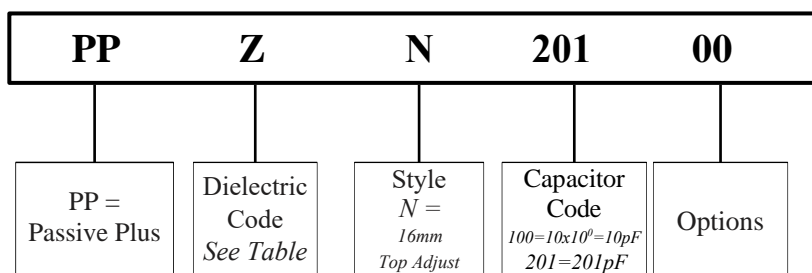 PP Z N 201 00
PP =
Passive Plus
Dielectric
Code
See Table
Style
N =
16mm
Top Adjust
Capacitor
Code
100=10x10⁰=10pF
201=201pF
Options